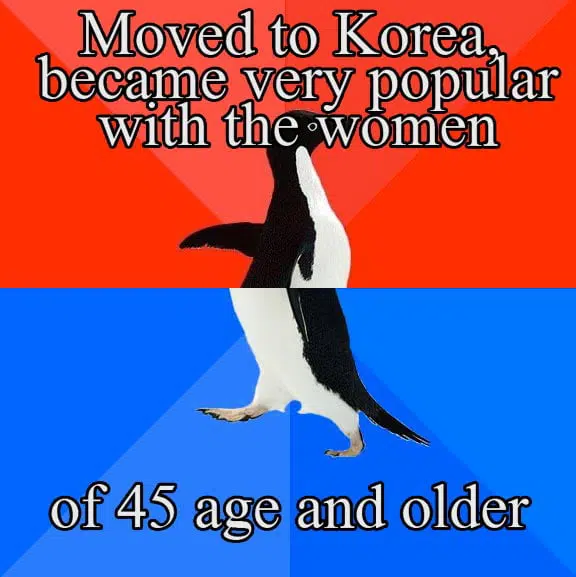 Moved to Korea,
became very popular
with the women
of 45 age and older